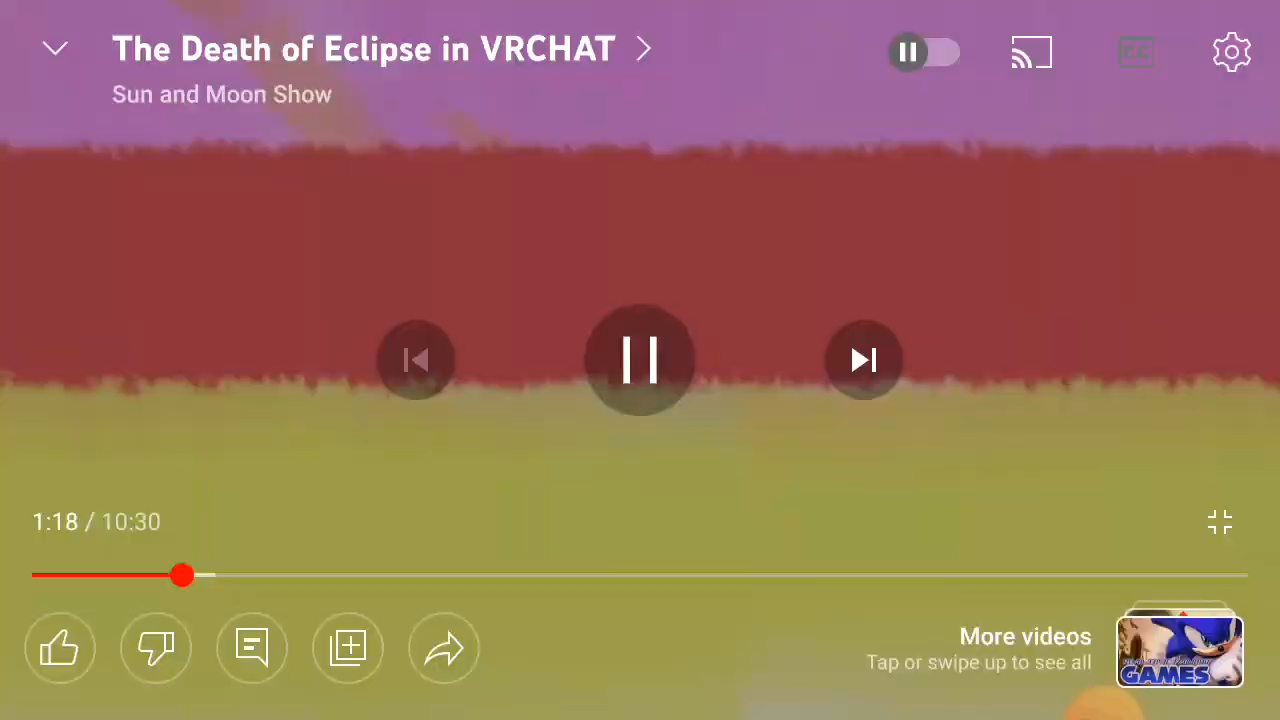 The Death of Eclipse in VRCHAT
Sun and Moon Show
CC
1:18 / 10:30
More videos
Tap or swipe up to see all
GAMES